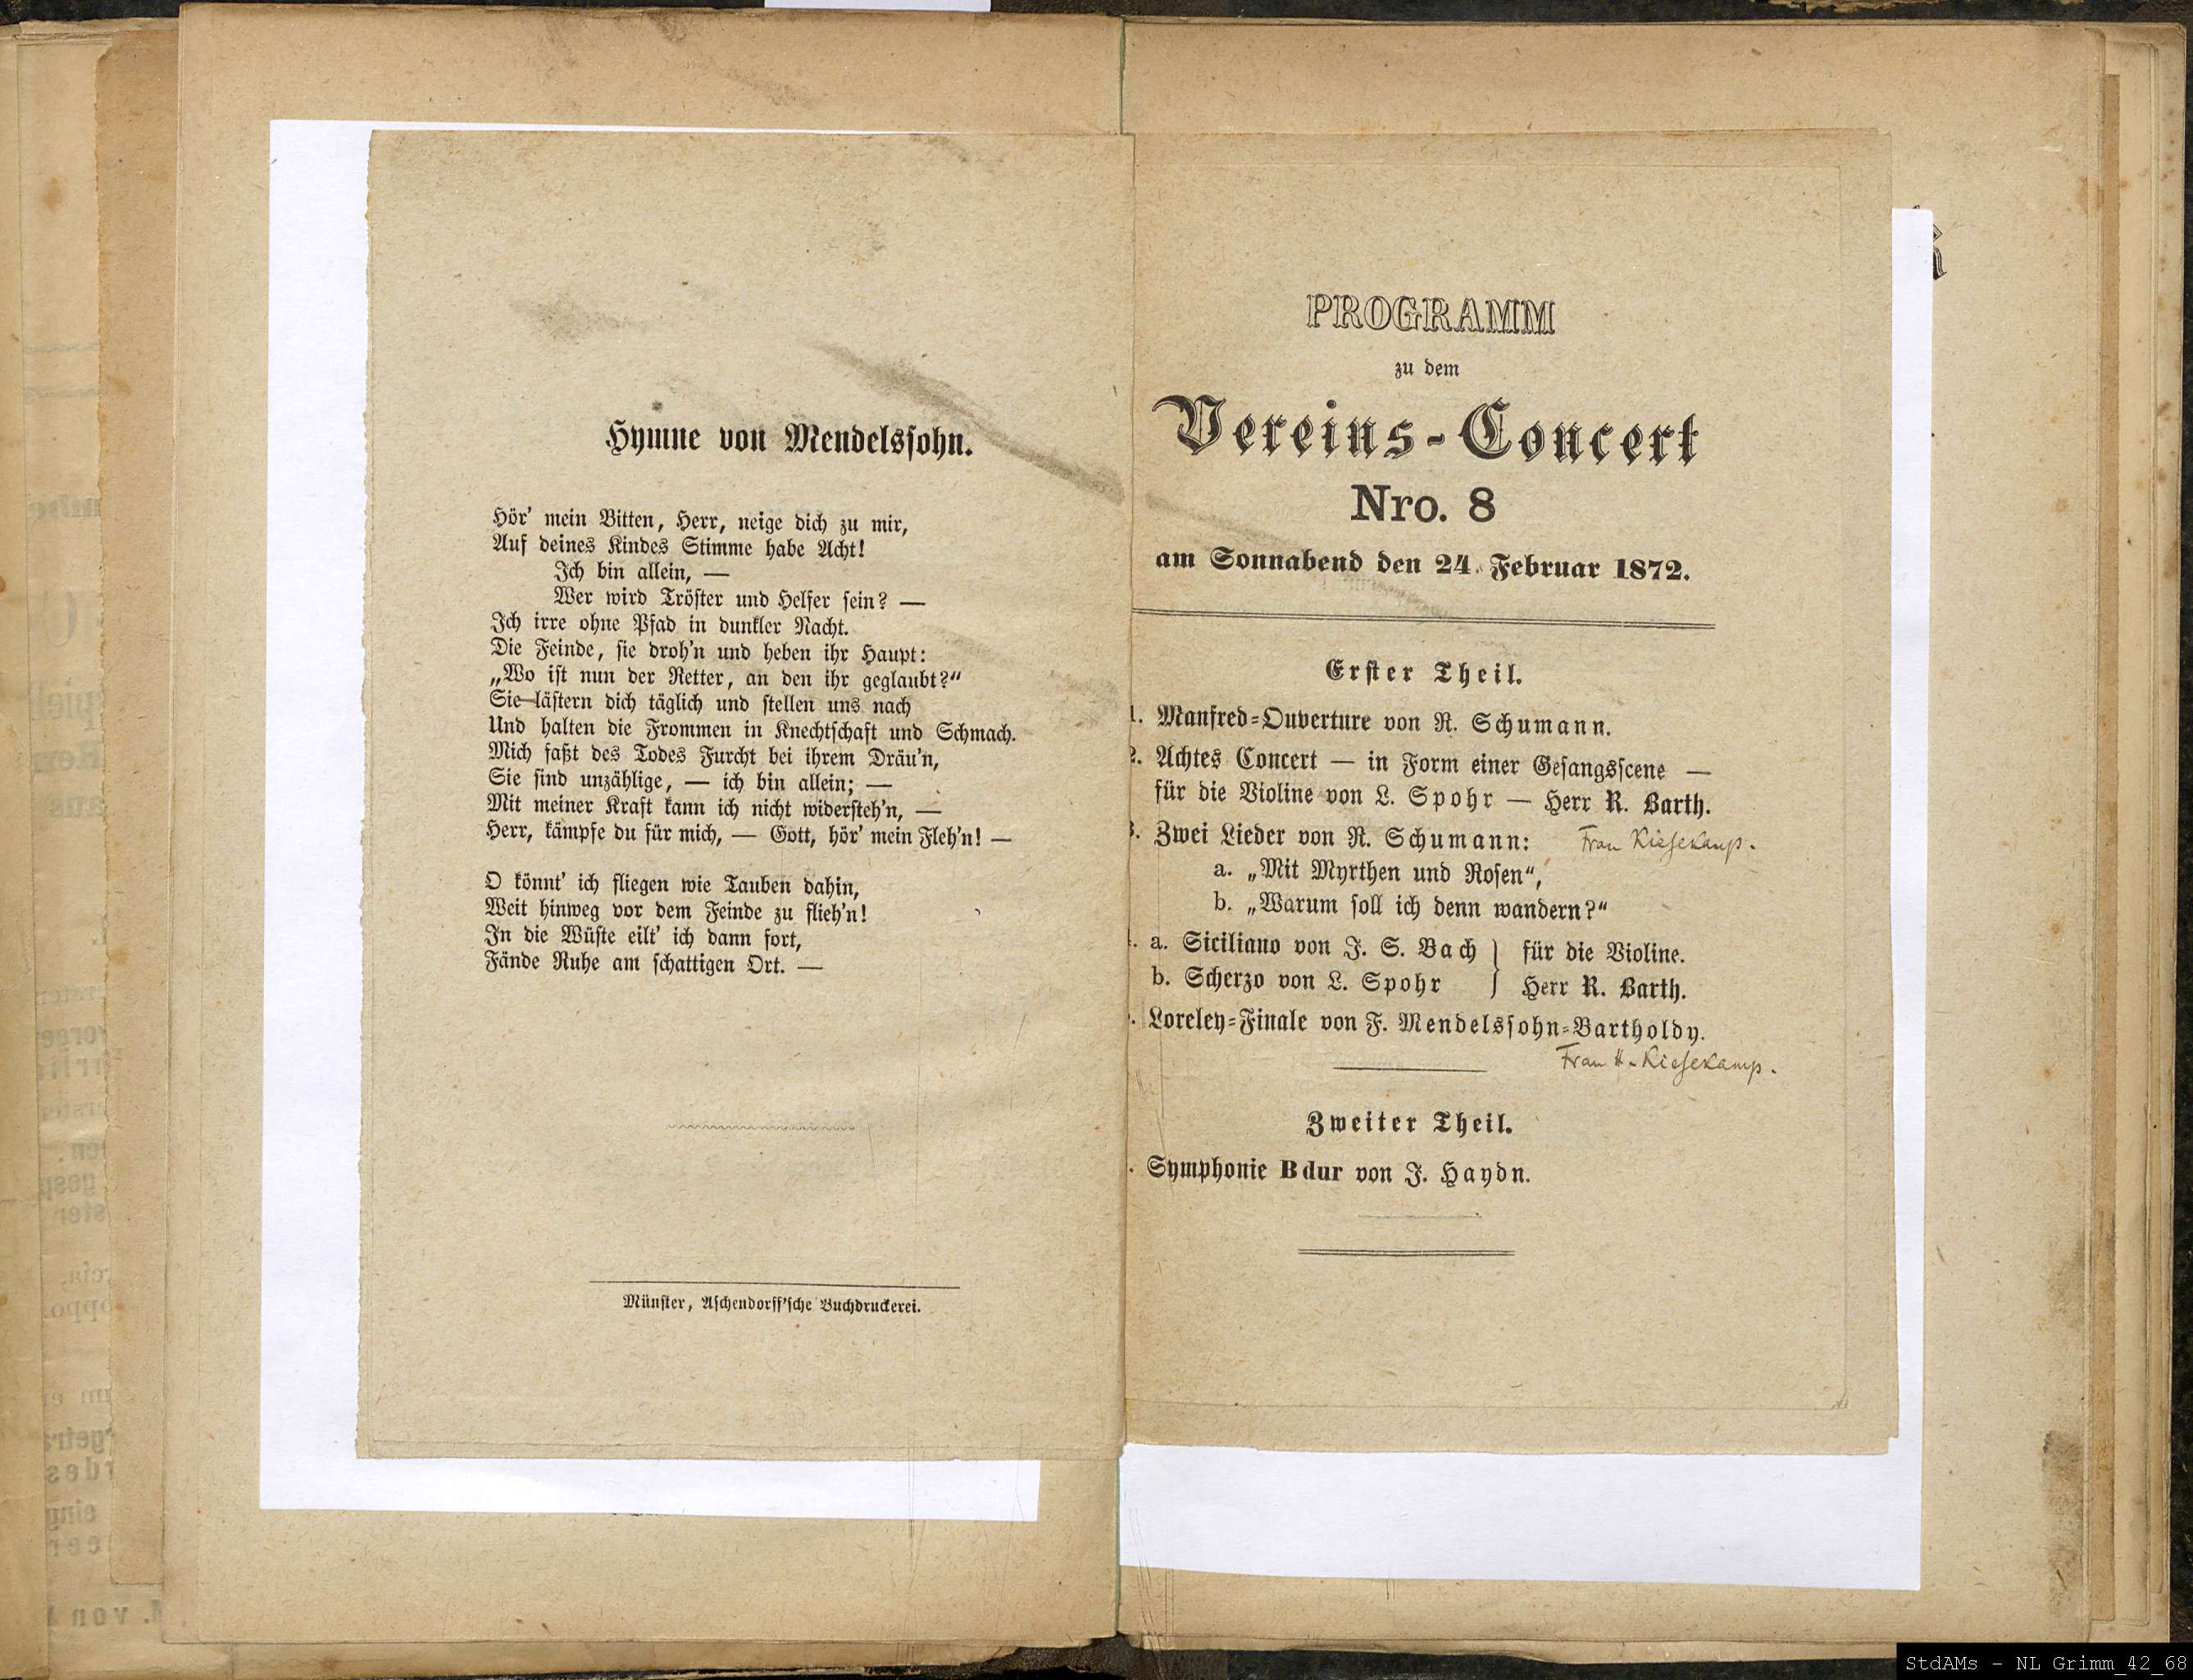 Hymne von Mendelssohn.
Hör' mein Bitten, Herr, neige dich zu mir,
Auf deines Kindes Stimme habe Acht!
Ich bin allein, —
Wer wird Tröster und Helfer sein? —
Ich irre ohne Pfad in dunkler Nacht.
Die Feinde, sie droh'n und heben ihr Haupt:
„Wo ist nun der Retter, an den ihr geglaubt?“
Sie lästern dich täglich und stellen uns nach
Und halten die Frommen in Knechtschaft und Schmach.
Mich faßt des Todes Furcht bei ihrem Dräu'n,
Sie sind unzählige, — ich bin allein; —
Mit meiner Kraft kann ich nicht widersteh'n, —
Herr, kämpfe du für mich, — Gott, hör' mein Fleh'n! —
O könnt' ich fliegen wie Tauben dahin,
Weit hinweg vor dem Feinde zu flieh'n!
In die Wüste eilt' ich dann fort,
Fände Ruhe am schattigen Ort. —
Münster, Aschendorff'sche Buchdruckerei.
PROGRAMM
zu dem
Vereins-Concert
Nro. 8
am Sonnabend den 24. Februar 1872.
Erster Theil.
1. Manfred-Ouverture von R. Schumann.
2. Achtes Concert — in Form einer Gesangsscene —
für die Violine von L. Spohr — Herr R. Barth.
3. Zwei Lieder von R. Schumann: Frau Kiesekamp.
a. „Mit Myrthen und Rosen“,
b. „Warum soll ich denn wandern?“
a. Siciliano von J. S. Bach } für die Violine.
b. Scherzo von L. Spohr } Herr R. Barth.
Loreley-Finale von F. Mendelssohn-Bartholdy.
Frau H. Kiesekamp.
Zweiter Theil.
Symphonie B dur von J. Haydn.
StdAMs - NL Grimm_42_68